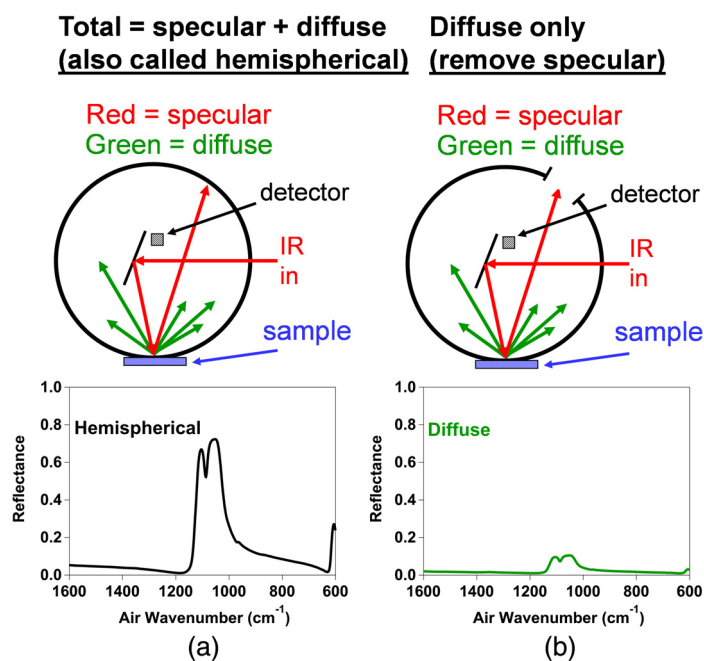 Total = specular + diffuse
(also called hemispherical)
Diffuse only
(remove specular)
Red = specular
Green = diffuse
detector
IR
in
sample
Red = specular
Green = diffuse
detector
IR
in
sample
1.0
0.8
0.6
0.4
0.2
0.0
Reflectance
Hemispherical
1600
1400
1200
1000
800
600
Air Wavenumber (cm⁻¹)
(a)
1.0
0.8
0.6
0.4
0.2
0.0
Reflectance
Diffuse
1600
1400
1200
1000
800
600
Air Wavenumber (cm⁻¹)
(b)